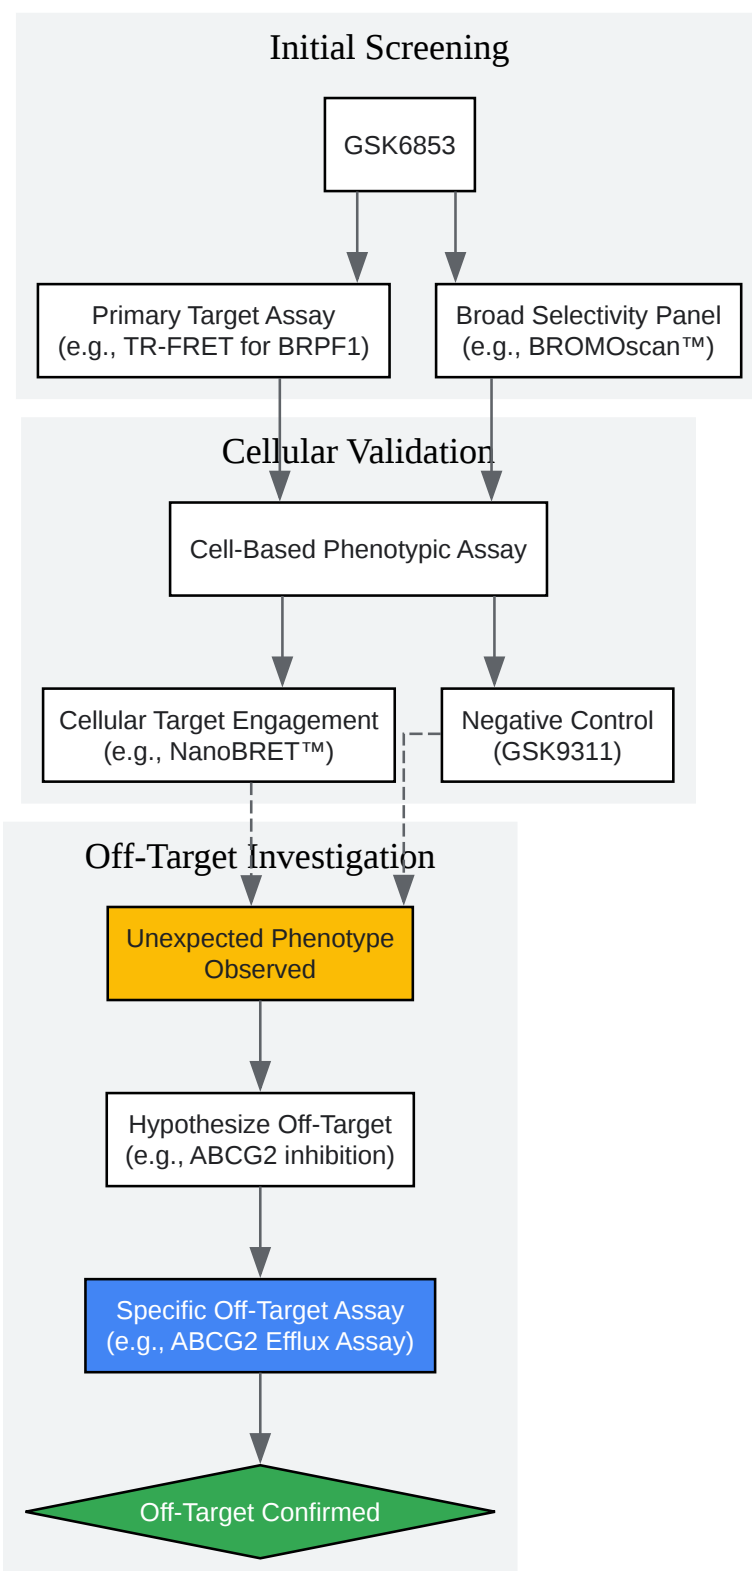 Initial Screening
GSK6853
Primary Target Assay
(e.g., TR-FRET for BRPF1)
Broad Selectivity Panel
(e.g., BROMOscan™)
Cellular Validation
Cell-Based Phenotypic Assay
Cellular Target Engagement
(e.g., NanoBRET™)
Negative Control
(GSK9311)
Off-Target Investigation
Unexpected Phenotype
Observed
Hypothesize Off-Target
(e.g., ABCG2 inhibition)
Specific Off-Target Assay
(e.g., ABCG2 Efflux Assay)
Off-Target Confirmed